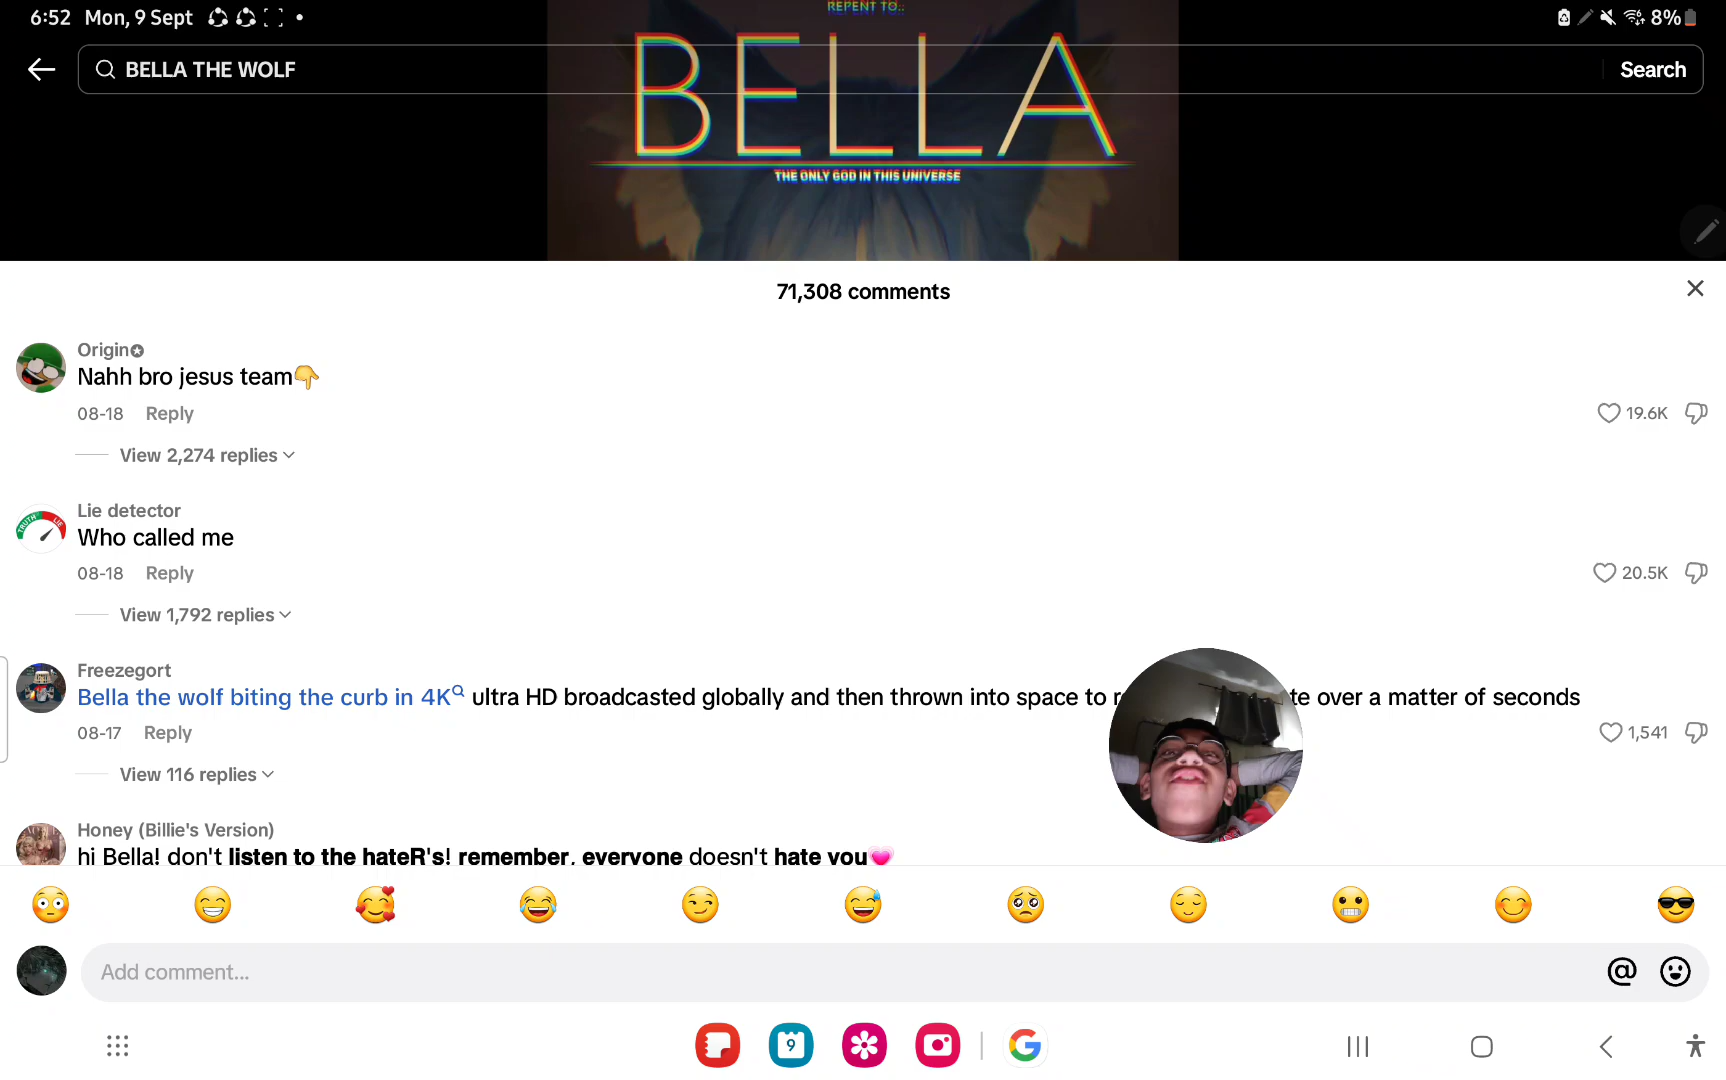 6:52 Mon, 9 Sept
8%
REPENT TO..
BELLA THE WOLF
Search
BELLA
THE ONLY GOD IN THIS UNIVERSE
71,308 comments
Origin
Nahh bro jesus team👇
08-18 Reply
19.6K
View 2,274 replies
TRUTH LIE
Lie detector
Who called me
08-18 Reply
20.5K
View 1,792 replies
Freezegort
Bella the wolf biting the curb in 4K ultra HD broadcasted globally and then thrown into space to over a matter of seconds
08-17 Reply
1,541
View 116 replies
Honey (Billie's Version)
hi Bella! don't listen to the hateR's! remember, everyone doesn't hate you💗
Add comment...
@
9
G